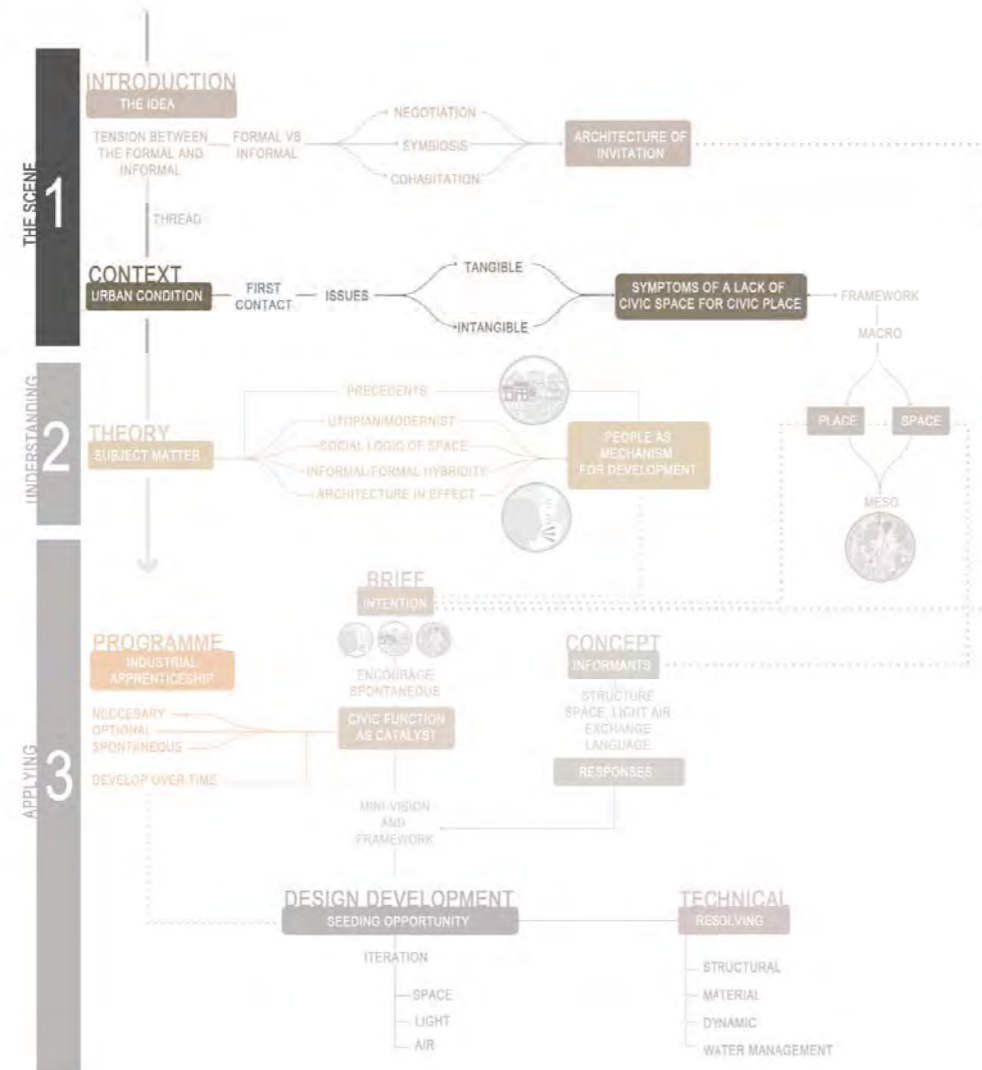 THE SCENE
1
INTRODUCTION
THE IDEA
TENSION BETWEEN
THE FORMAL AND
INFORMAL
FORMAL VS
INFORMAL
NEGOTIATION
SYMBIOSIS
COHABITATION
ARCHITECTURE OF
INVITATION
THREAD
CONTEXT
URBAN CONDITION
FIRST
CONTACT
ISSUES
TANGIBLE
INTANGIBLE
SYMPTOMS OF A LACK OF
CIVIC SPACE FOR CIVIC PLACE
FRAMEWORK
MACRO
PLACE
SPACE
MESO
UNDERSTANDING
2
THEORY
SUBJECT MATTER
PRECEDENTS
UTOPIAN/MODERNIST
SOCIAL LOGIC OF SPACE
INFORMAL/FORMAL HYBRIDITY
ARCHITECTURE IN EFFECT
PEOPLE AS
MECHANISM
FOR DEVELOPMENT
APPLYING
3
BRIEF
INTENTION
ENCOURAGE
SPONTANEOUS
CIVIC FUNCTION
AS CATALYST
PROGRAMME
INDUSTRIAL
APPRENTICESHIP
NECCESARY
OPTIONAL
SPONTANEOUS
DEVELOP OVER TIME
CONCEPT
INFORMANTS
STRUCTURE
SPACE, LIGHT AIR
EXCHANGE
LANGUAGE
RESPONSES
MINI-VISION
AND
FRAMEWORK
DESIGN DEVELOPMENT
SEEDING OPPORTUNITY
ITERATION
SPACE
LIGHT
AIR
TECHNICAL
RESOLVING
STRUCTURAL
MATERIAL
DYNAMIC
WATER MANAGEMENT